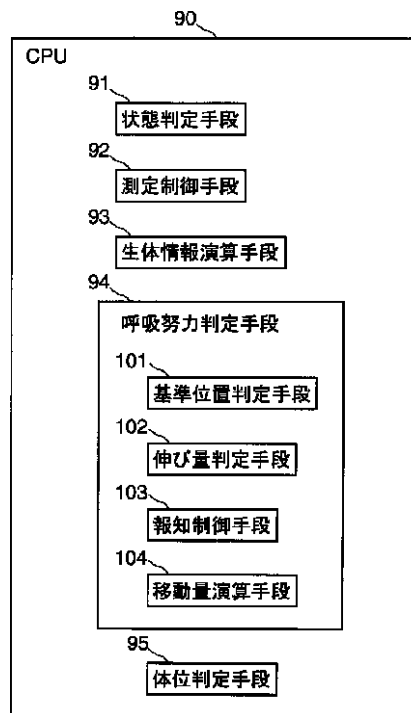 90
CPU
91
状態判定手段
92
測定制御手段
93
生体情報演算手段
94
呼吸努力判定手段
101
基準位置判定手段
102
伸び量判定手段
103
報知制御手段
104
移動量演算手段
95
体位判定手段